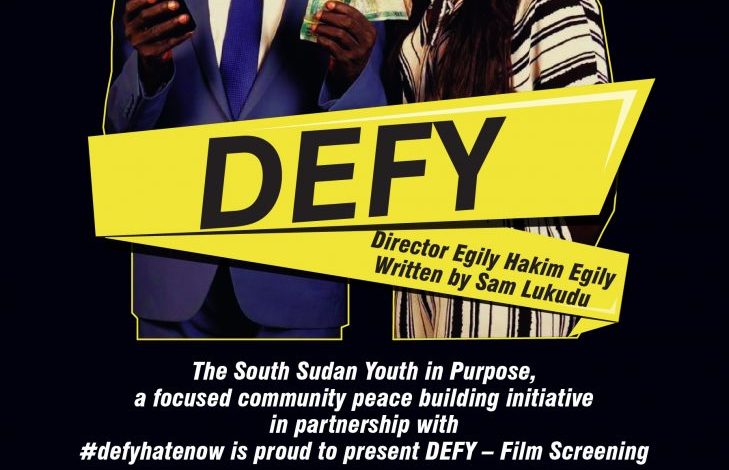 DEFY
Director Egily Hakim Egily
Written by Sam Lukudu
The South Sudan Youth in Purpose,
a focused community peace building initiative
in partnership with
#defyhatenow is proud to present DEFY – Film Screening